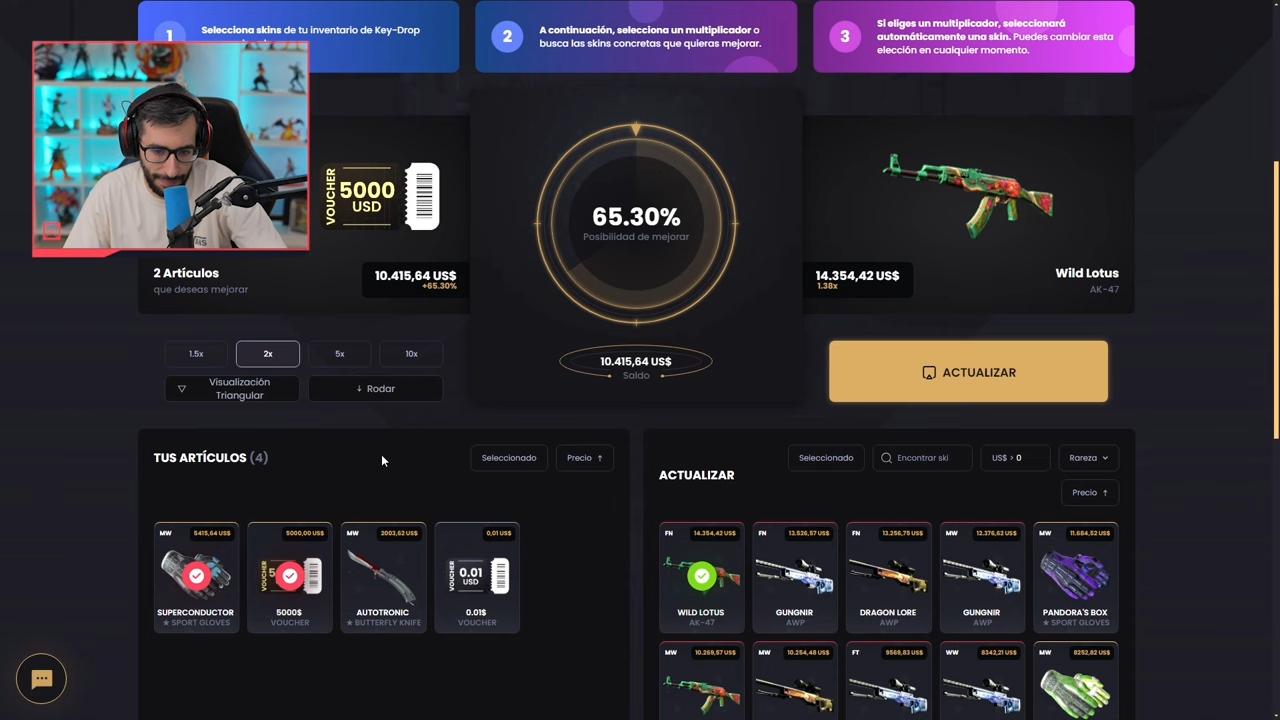 1
Selecciona skins de tu inventario de Key-Drop
2
A continuación, selecciona un multiplicador o
busca las skins concretas que quieras mejorar.
3
Si eliges un multiplicador, seleccionará
automáticamente una skin. Puedes cambiar esta
elección en cualquier momento.
VOUCHER
5000
USD
2 Artículos
que deseas mejorar
10.415,64 US$
+65.30%
65.30%
Posibilidad de mejorar
14.354,42 US$
1.38x
Wild Lotus
AK-47
1.5x
2x
5x
10x
Visualización
Triangular
Rodar
10.415,64 US$
Saldo
ACTUALIZAR
TUS ARTÍCULOS (4)
Seleccionado
Precio ↑
MW
5415,64 US$
SUPERCONDUCTOR
★ SPORT GLOVES
5000,00 US$
5000$
VOUCHER
MW
2003,62 US$
AUTOTRONIC
★ BUTTERFLY KNIFE
0,01 US$
VOUCHER
0.01
USD
0.01$
VOUCHER
ACTUALIZAR
Seleccionado
Encontrar ski
US$ > 0
Rareza
Precio ↑
FN
14.354,42 US$
WILD LOTUS
AK-47
FN
13.526,57 US$
GUNGNIR
AWP
FN
13.256,75 US$
DRAGON LORE
AWP
MW
12.376,62 US$
GUNGNIR
AWP
MW
11.684,52 US$
PANDORA'S BOX
★ SPORT GLOVES
MW
10.269,57 US$
MW
10.254,48 US$
FT
9569,83 US$
WW
8342,21 US$
MW
8252,82 US$